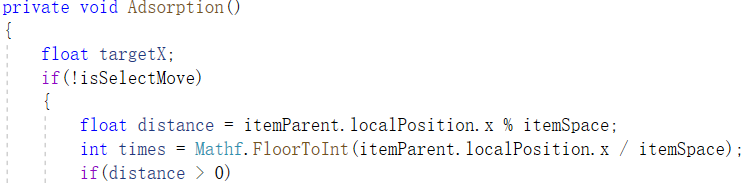 private void Adsorption()
{
float targetX;
if(!isSelectMove)
{
float distance = itemParent.localPosition.x % itemSpace;
int times = Mathf.FloorToInt(itemParent.localPosition.x / itemSpace);
if(distance > 0)